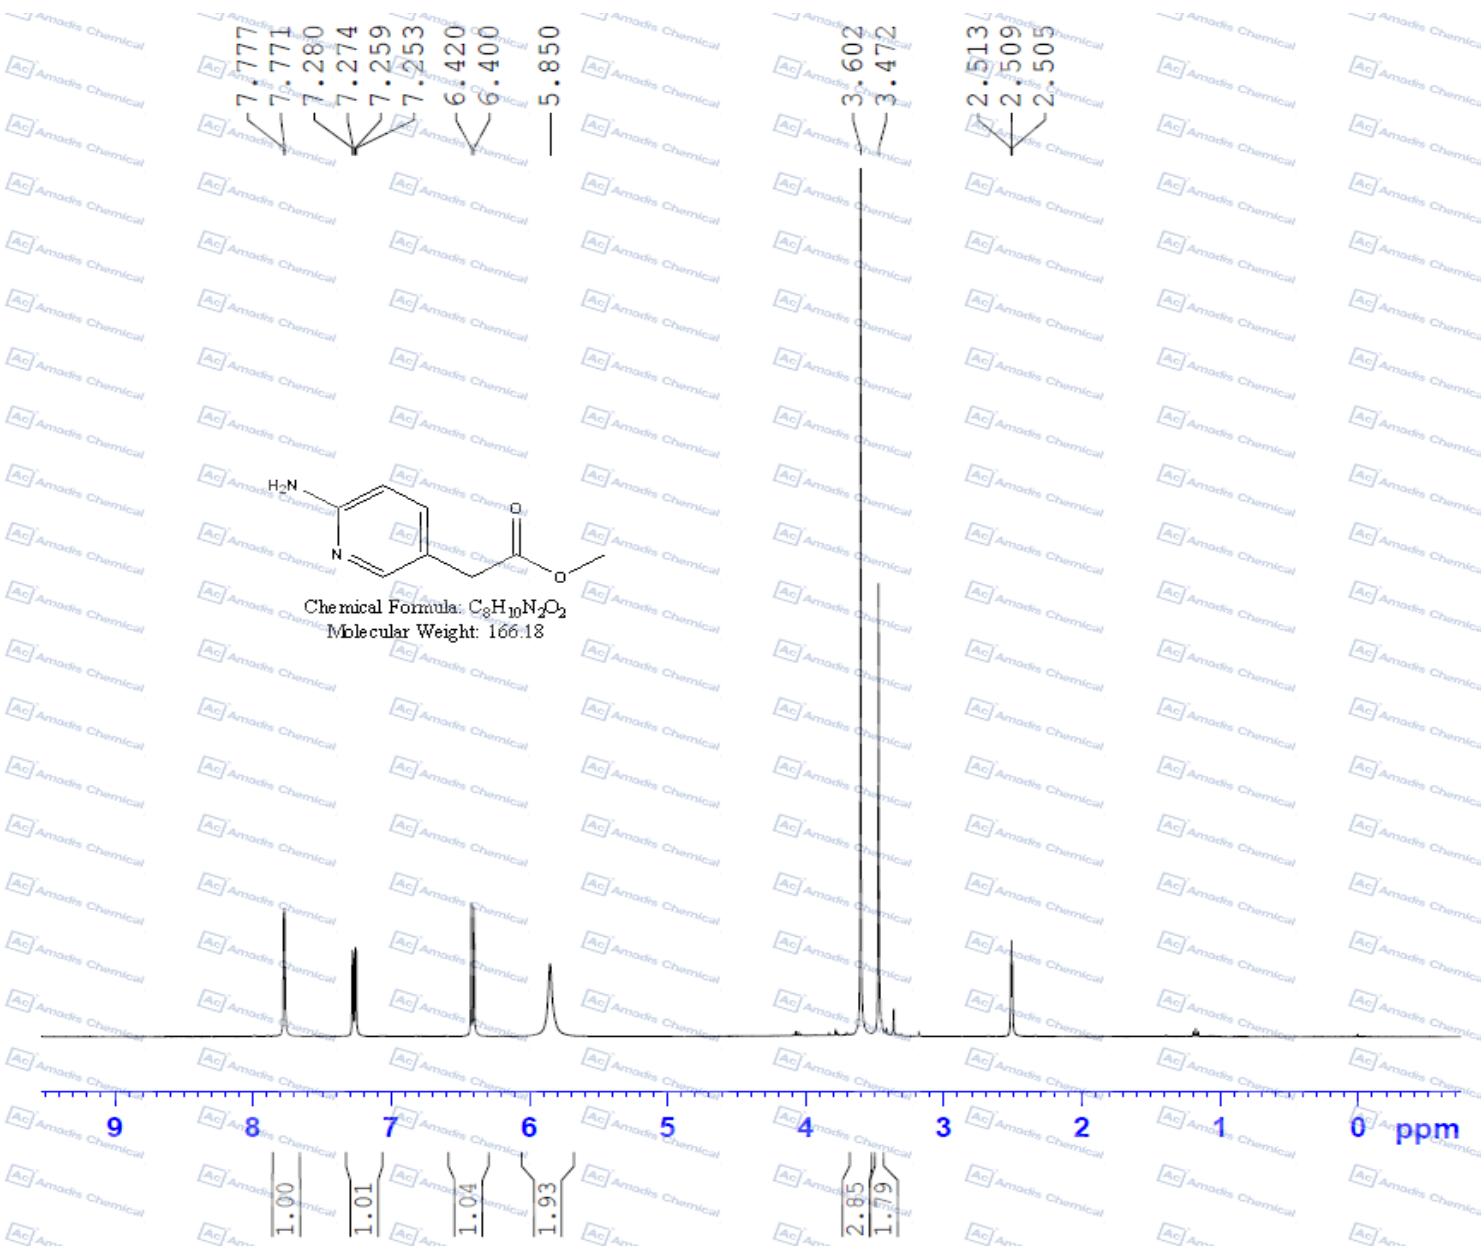 7.777
7.771
7.280
7.274
7.259
7.253
6.420
6.400
5.850
3.602
3.472
2.513
2.509
2.505
H₂N
N
O
O
Chemical Formula: C₈H₁₀N₂O₂
Molecular Weight: 166.18
9 8 7 6 5 4 3 2 1 0 ppm
1.00
1.01
1.04
1.93
2.85
1.79
Ac Amadis Chemical